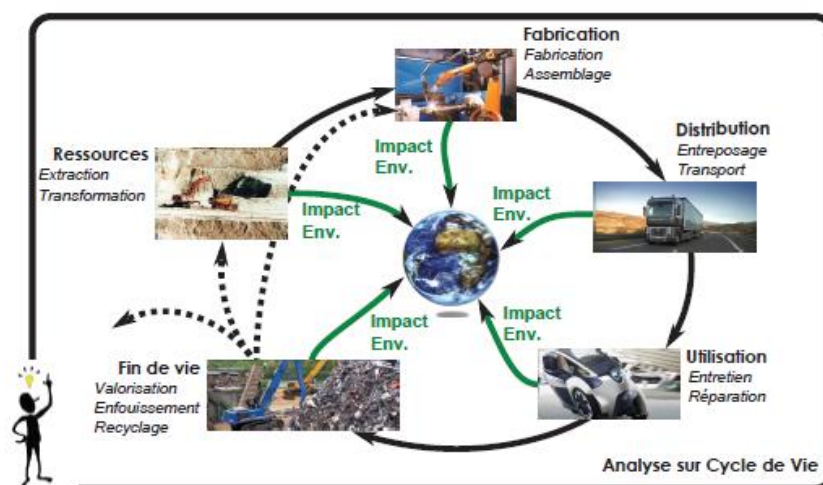 Fabrication
Fabrication
Assemblage
Impact
Env.
Distribution
Entreposage
Transport
Ressources
Extraction
Transformation
Impact
Env.
Impact
Env.
Impact
Env.
Impact
Env.
Fin de vie
Valorisation
Enfouissement
Recyclage
Utilisation
Entretien
Réparation
Analyse sur Cycle de Vie